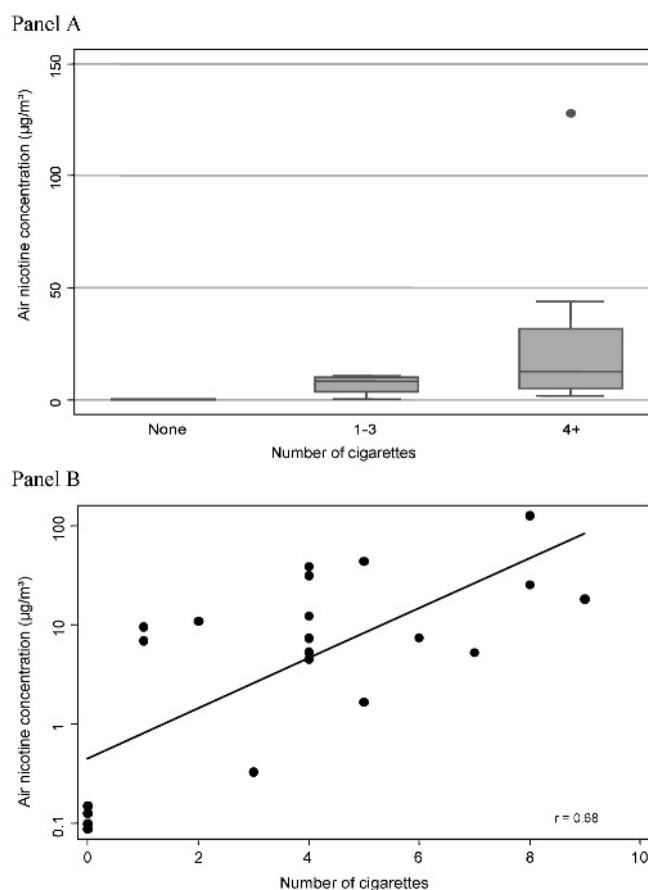 Panel A
Air nicotine concentration (µg/m³)
150
100
50
0
None 1-3 4+
Number of cigarettes
Panel B
Air nicotine concentration (µg/m³)
100
10
1
0.1
r = 0.68
0 2 4 6 8 10
Number of cigarettes